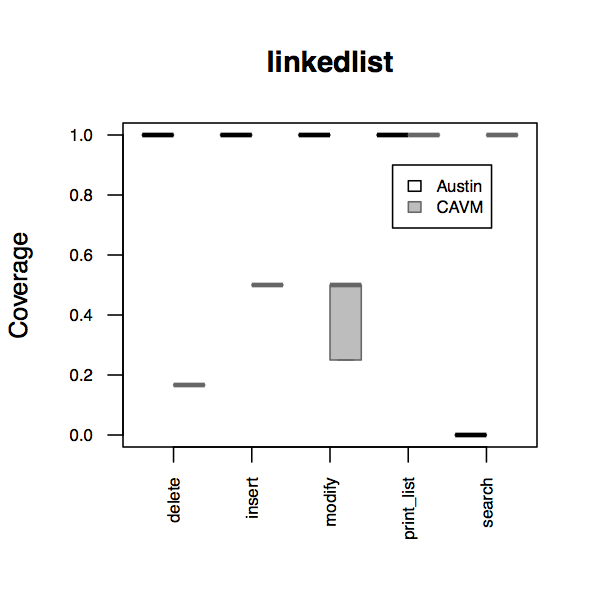 linkedlist
Coverage
1.0
0.8
0.6
0.4
0.2
0.0
Austin
CAVM
delete
insert
modify
print_list
search